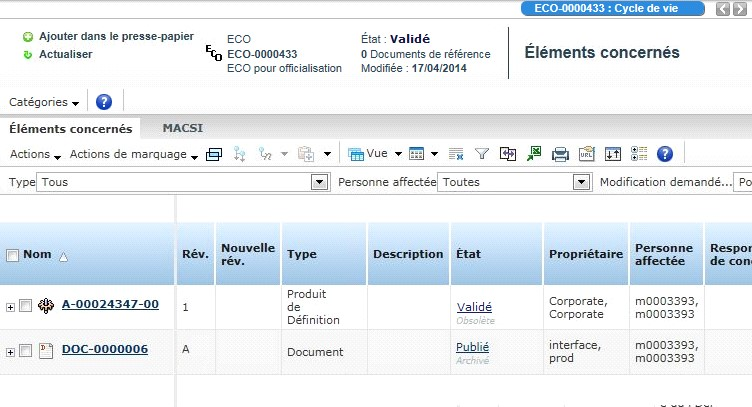 ECO-0000433 : Cycle de vie
Ajouter dans le presse-papier
Actualiser
ECO
ECO
ECO-0000433
ECO pour officialisation
État : Validé
0 Documents de référence
Modifiée : 17/04/2014
Éléments concernés
Catégories
Éléments concernés MACSI
Actions Actions de marquage Vue
Type Tous Personne affectée Toutes Modification demandé... Po
Nom Rév. Nouvelle rév. Type Description État Propriétaire Personne affectée Respon de con
A-00024347-00 1 Produit de Définition Validé Obsolète Corporate, Corporate m0003393, m0003393
DOC-0000006 A Document Publié Archivé interface, prod m0003393, m0003393